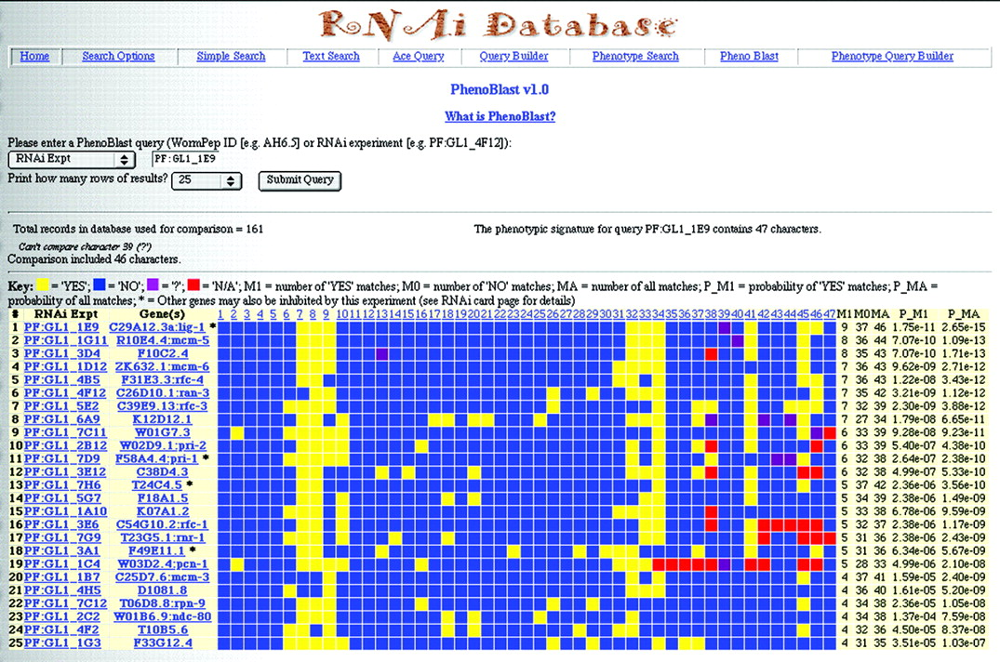 RNAi Database
Home Search Options Simple Search Text Search Ace Query Query Builder Phenotype Search Pheno Blast Phenotype Query Builder
PhenoBlast v1.0
What is PhenoBlast?
Please enter a PhenoBlast query (WormPep ID [e.g. AH6.5] or RNAi experiment [e.g. PF:GL1_4F12]):
RNAi Expt PF:GL1_1E9
Print how many rows of results? 25 Submit Query
Total records in database used for comparison = 161 The phenotypic signature for query PF:GL1_1E9 contains 47 characters.
Can't compare character 39 ('?')
Comparison included 46 characters.
Key: = 'YES'; = 'NO'; = '?'; = 'N/A'; M1 = number of 'YES' matches; M0 = number of 'NO' matches; MA = number of all matches; P_M1 = probability of 'YES' matches; P_MA =
probability of all matches; * = Other genes may also be inhibited by this experiment (see RNAi card page for details)
# RNAi Expt Gene(s) 1 2 3 4 5 6 7 8 9 10 11 12 13 14 15 16 17 18 19 20 21 22 23 24 25 26 27 28 29 30 31 32 33 34 35 36 37 38 39 40 41 42 43 44 45 46 47 M1 M0 MA P_M1 P_MA
1 PF:GL1_1E9 C29A12.3a:lig-1 * 9 37 46 1.75e-11 2.65e-15
2 PF:GL1_1G11 R10E4.4:mcm-5 8 36 44 7.07e-10 1.09e-13
3 PF:GL1_3D4 F10C2.4 8 35 43 7.07e-10 1.71e-13
4 PF:GL1_1D12 ZK632.1:mcm-6 7 36 43 9.62e-09 2.71e-12
5 PF:GL1_4B5 F31E3.3:rfc-4 7 36 43 1.22e-08 3.43e-12
6 PF:GL1_4F12 C26D10.1:ran-3 7 35 42 3.21e-09 1.12e-12
7 PF:GL1_5E2 C39E9.13:rfc-3 7 32 39 2.30e-09 3.88e-12
8 PF:GL1_6A9 K12D12.1 7 27 34 1.79e-08 6.65e-11
9 PF:GL1_7C11 W01G7.3 6 33 39 9.28e-08 9.23e-11
10 PF:GL1_2B12 W02D9.1:pri-2 6 33 39 5.40e-07 4.38e-10
11 PF:GL1_7D9 F58A4.4:pri-1 * 6 32 38 2.64e-07 2.38e-10
12 PF:GL1_3E12 C38D4.3 6 32 38 4.99e-07 5.33e-10
13 PF:GL1_7H6 T24C4.5 * 5 37 42 2.36e-06 3.56e-10
14 PF:GL1_5G7 F18A1.5 5 34 39 2.38e-06 1.49e-09
15 PF:GL1_1A10 K07A1.2 5 33 38 6.78e-06 9.59e-09
16 PF:GL1_3E6 C54G10.2:rfc-1 5 32 37 2.38e-06 1.17e-09
17 PF:GL1_7G9 T23G5.1:rnr-1 5 31 36 2.38e-06 2.43e-09
18 PF:GL1_3A1 F49E11.1 * 5 31 36 6.34e-06 5.67e-09
19 PF:GL1_1C4 W03D2.4:pcn-1 5 28 33 4.99e-06 2.10e-08
20 PF:GL1_1B7 C25D7.6:mcm-3 4 37 41 1.59e-05 2.40e-09
21 PF:GL1_4H5 D1081.8 4 36 40 1.61e-05 5.20e-09
22 PF:GL1_7C12 T06D8.8:rpn-9 4 34 38 2.36e-05 1.05e-08
23 PF:GL1_2C2 W01B6.9:ndc-80 4 34 38 1.37e-04 7.59e-08
24 PF:GL1_4F2 T10B5.6 4 32 36 4.50e-05 8.37e-08
25 PF:GL1_1G3 F33G12.4 4 31 35 3.51e-05 1.03e-07